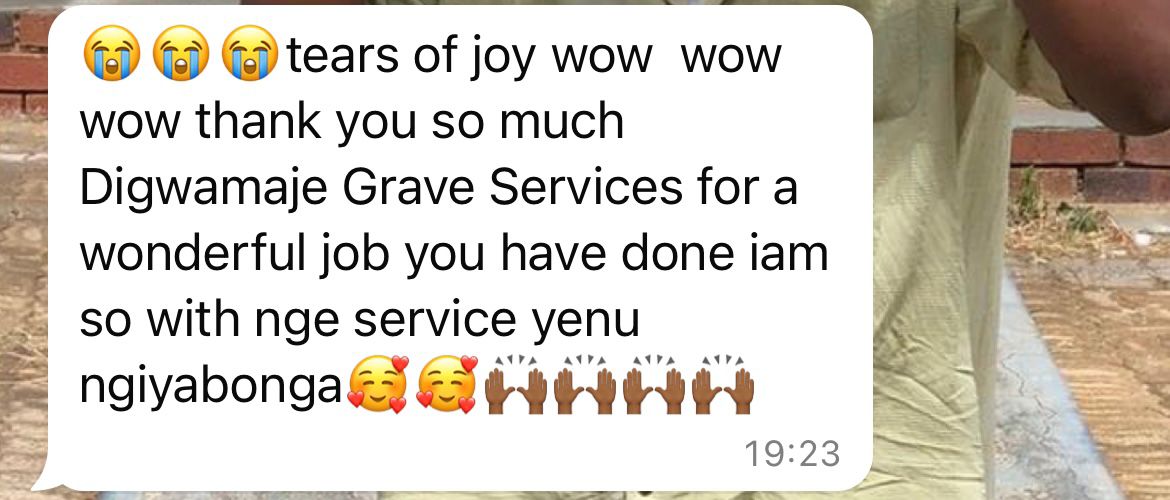 😭😭😭tears of joy wow  wow
wow thank you so much
Digwamaje Grave Services for a
wonderful job you have done iam
so with nge service yenu
ngiyabonga🥰🥰🙌🏾🙌🏾🙌🏾🙌🏾
19:23